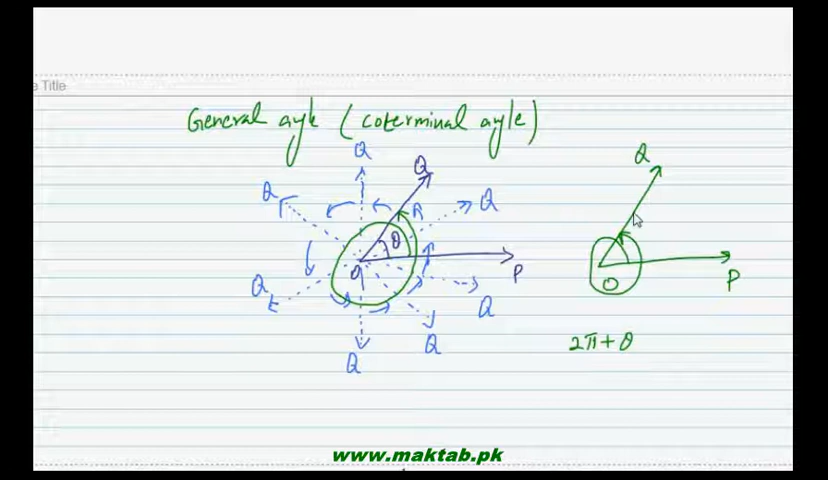 e Title
General angle (coterminal angle)
Q
Q
Q
Q
θ
O
P
Q
Q
Q
Q
Q
O
P
2π + θ
www.maktab.pk